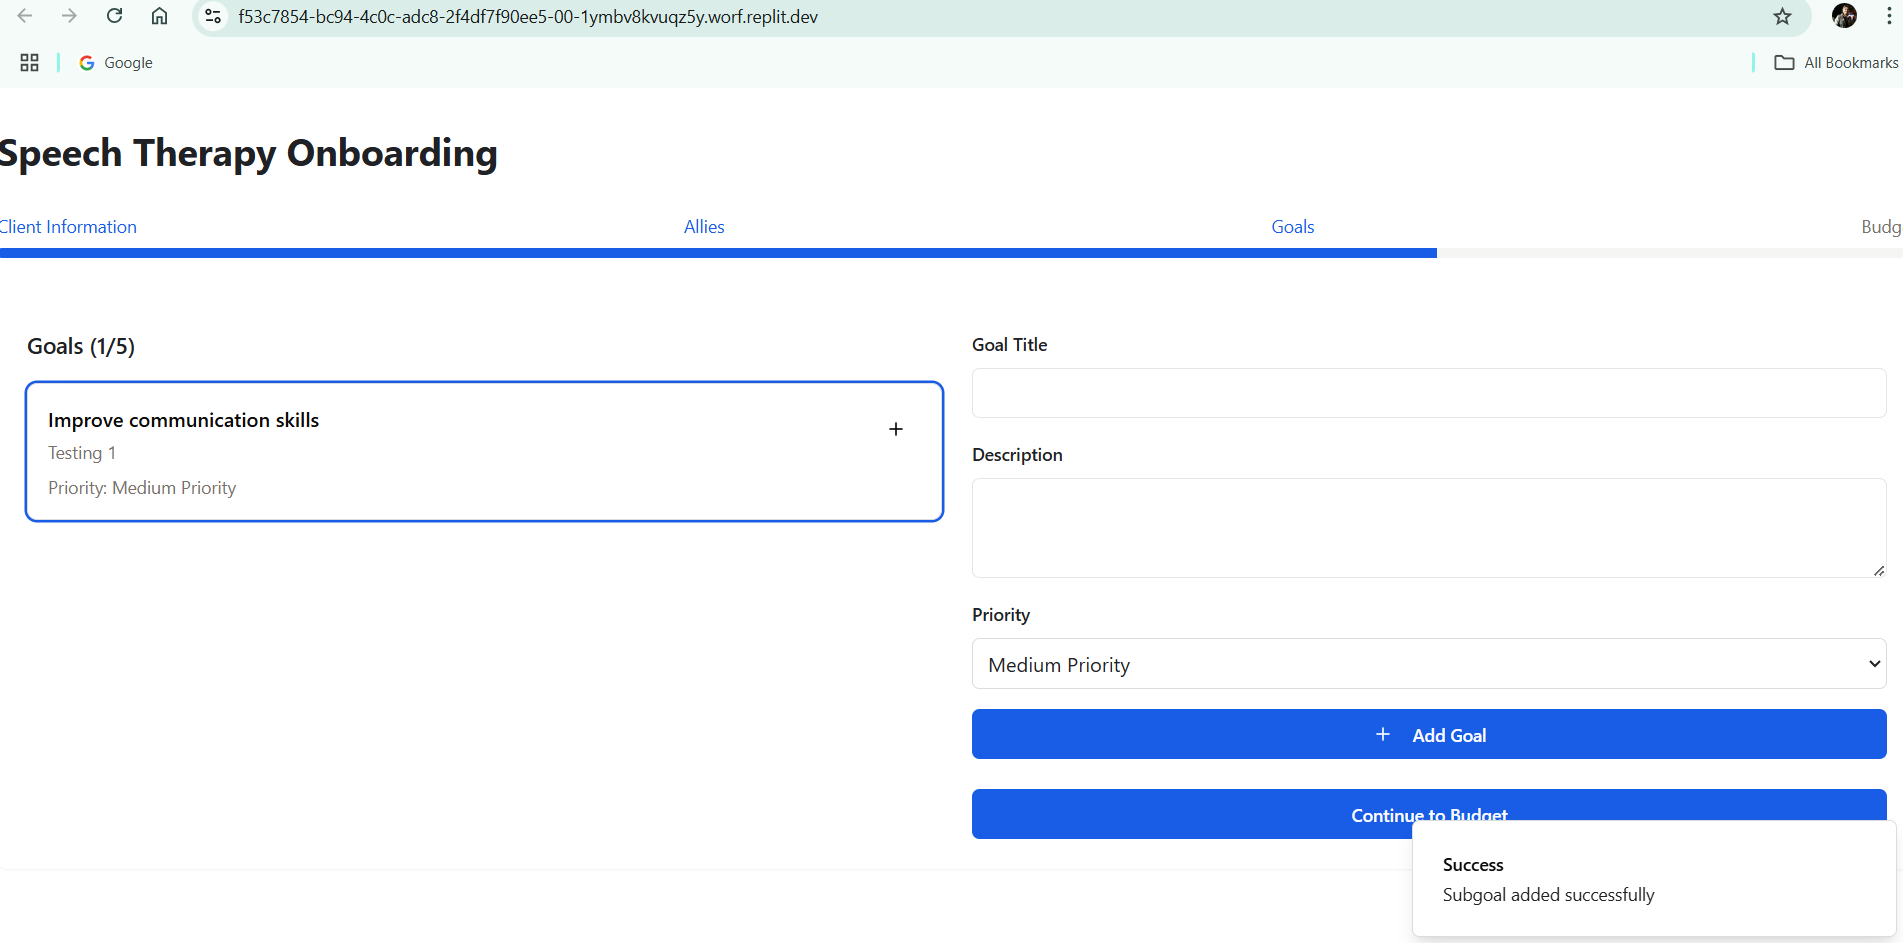 f53c7854-bc94-4c0c-adc8-2f4df7f90ee5-00-1ymbv8kvuqz5y.worf.replit.dev
Google
All Bookmarks
Speech Therapy Onboarding
Client Information
Allies
Goals
Budg
Goals (1/5)
Improve communication skills
Testing 1
Priority: Medium Priority
+
Goal Title
Description
Priority
Medium Priority
+ Add Goal
Continue to Budget
Success
Subgoal added successfully